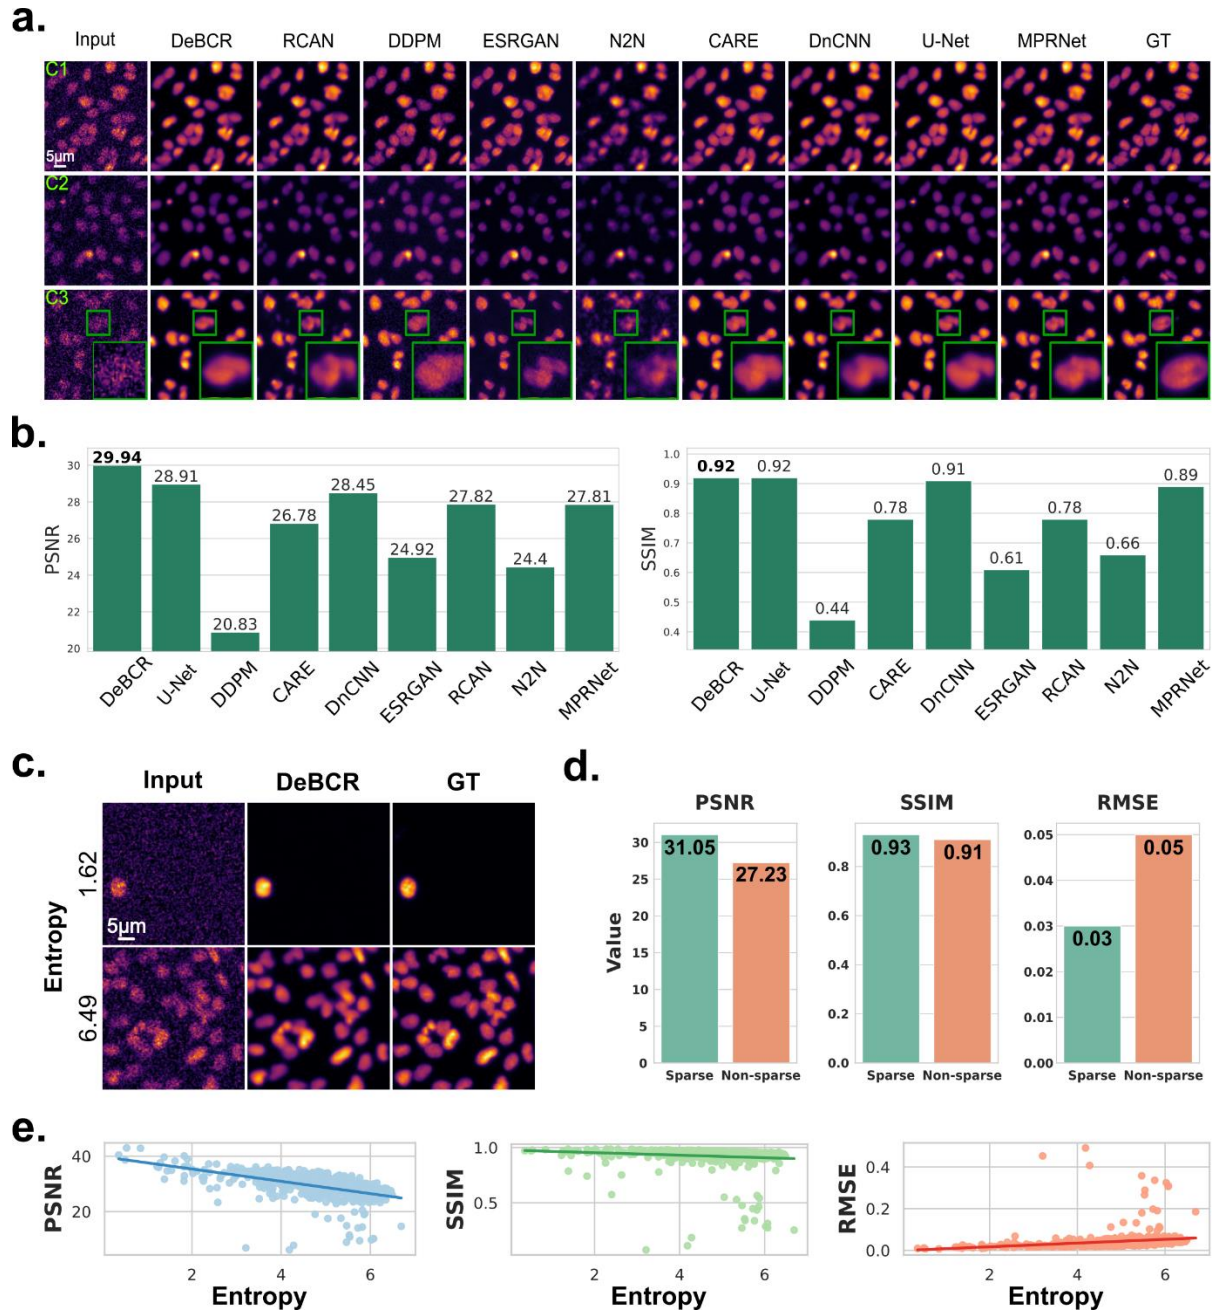 a.
Input DeBCR RCAN DDPM ESRGAN N2N CARE DnCNN U-Net MPRNet GT
C1
5µm
C2
C3
b.
PSNR
30
28
26
24
22
20
29.94
28.91
20.83
26.78
28.45
24.92
27.82
24.4
27.81
DeBCR U-Net DDPM CARE DnCNN ESRGAN RCAN N2N MPRNet
SSIM
1.0
0.9
0.8
0.7
0.6
0.5
0.4
0.92
0.92
0.44
0.78
0.91
0.61
0.78
0.66
0.89
DeBCR U-Net DDPM CARE DnCNN ESRGAN RCAN N2N MPRNet
c.
Input DeBCR GT
Entropy
1.62
5µm
6.49
d.
PSNR
Value
30
25
20
15
10
5
0
31.05
27.23
Sparse Non-sparse
SSIM
0.8
0.6
0.4
0.2
0.0
0.93
0.91
Sparse Non-sparse
RMSE
0.05
0.04
0.03
0.02
0.01
0.00
0.03
0.05
Sparse Non-sparse
e.
PSNR
40
20
2 4 6
Entropy
SSIM
1.0
0.5
2 4 6
Entropy
RMSE
0.4
0.2
0.0
2 4 6
Entropy